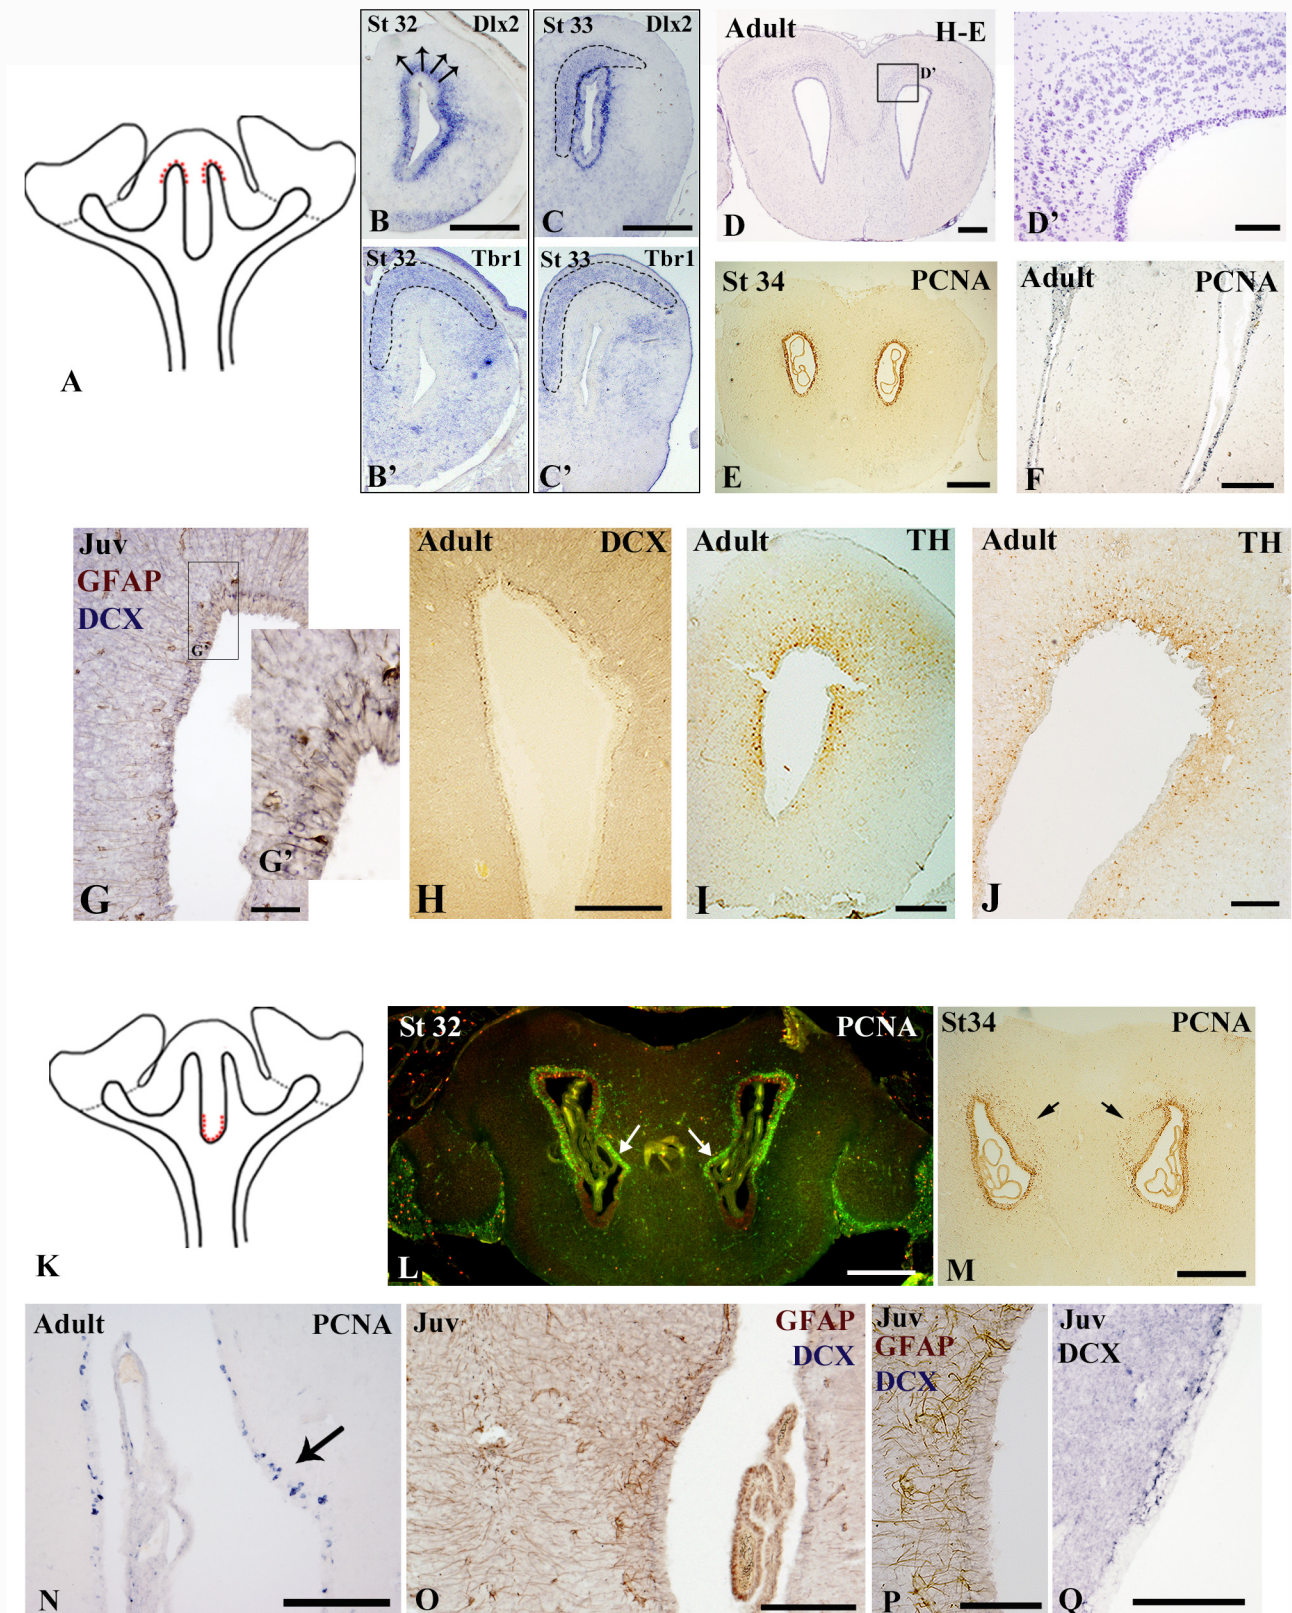 St 32 Dlx2
B
St 33 Dlx2
C
Adult H-E
D'
D
D'
A
St 32 Tbr1
B'
St 33 Tbr1
C'
St 34 PCNA
E
Adult PCNA
F
Juv
GFAP
DCX
G'
G'
G
Adult DCX
H
Adult TH
I
Adult TH
J
K
St 32 PCNA
L
St34 PCNA
M
Adult PCNA
N
Juv GFAP
DCX
O
Juv
GFAP
DCX
P
Juv
DCX
Q